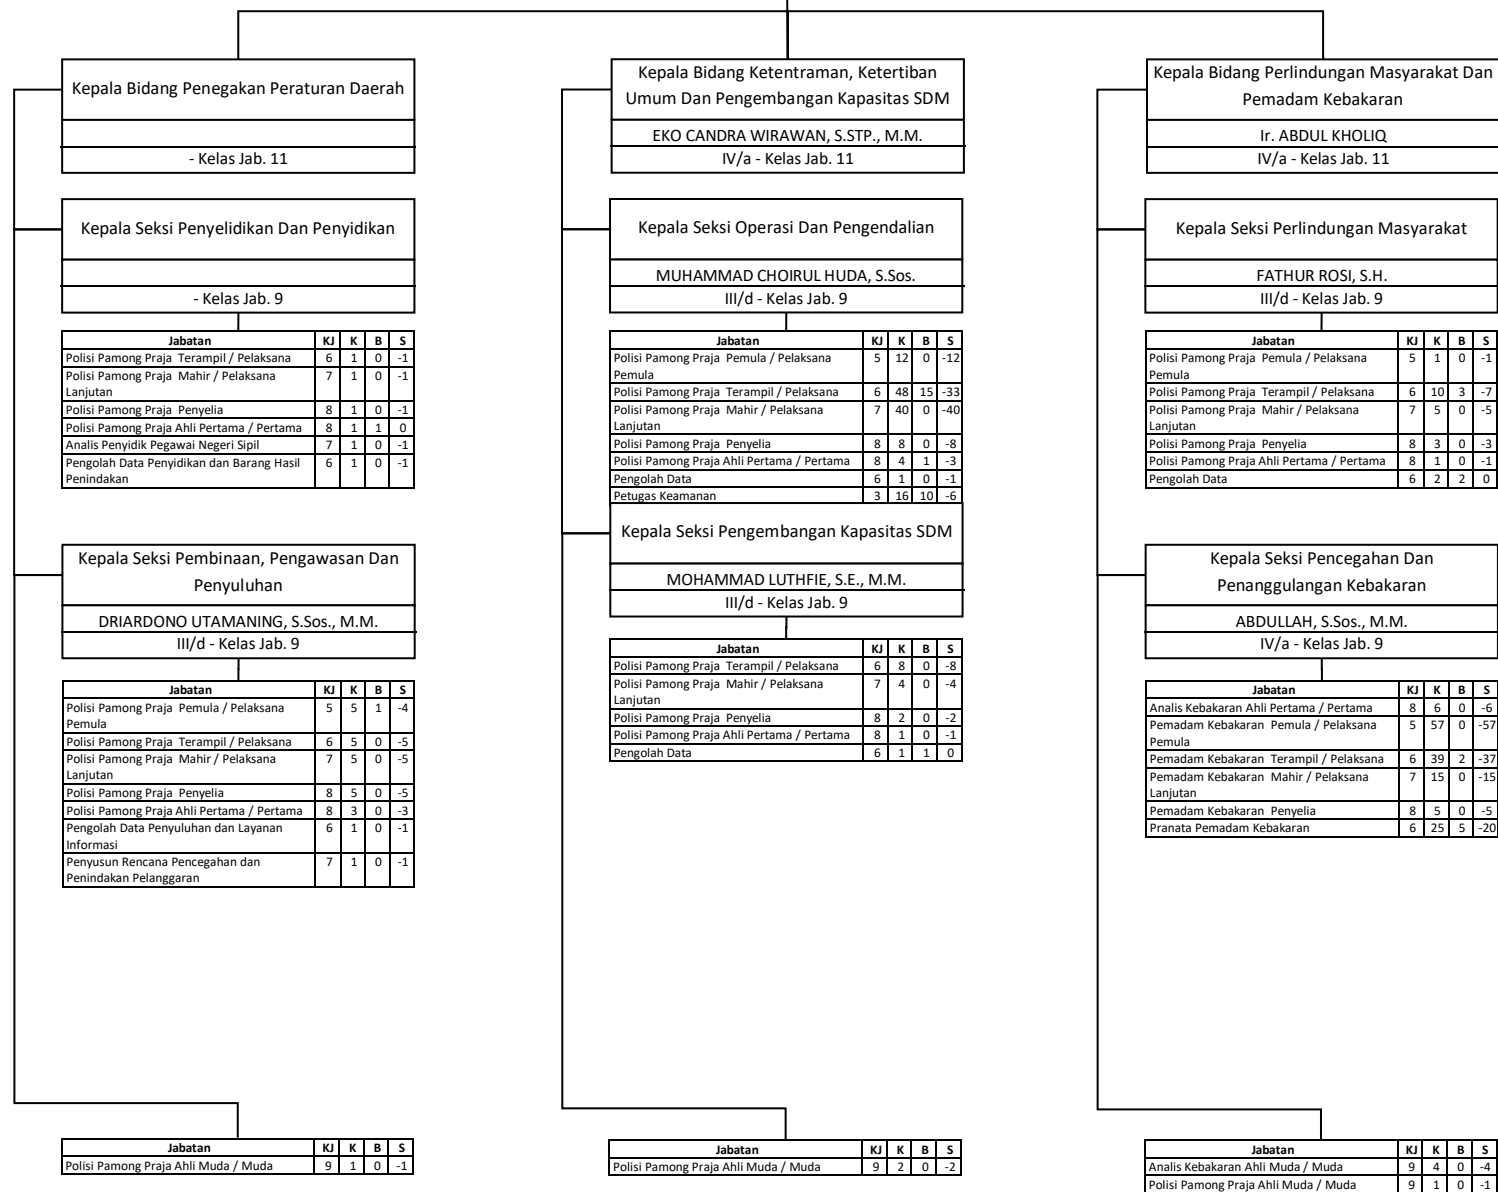 Kepala Bidang Penegakan Peraturan Daerah
- Kelas Jab. 11
Kepala Seksi Penyelidikan Dan Penyidikan
- Kelas Jab. 9
Jabatan KJ K B S
Polisi Pamong Praja Terampil / Pelaksana 6 1 0 -1
Polisi Pamong Praja Mahir / Pelaksana 7 1 0 -1
Lanjutan
Polisi Pamong Praja Penyelia 8 1 0 -1
Polisi Pamong Praja Ahli Pertama / Pertama 8 1 1 0
Analis Penyidik Pegawai Negeri Sipil 7 1 0 -1
Pengolah Data Penyidikan dan Barang Hasil 6 1 0 -1
Penindakan
Kepala Seksi Pembinaan, Pengawasan Dan
Penyuluhan
DRIARDONO UTAMANING, S.Sos., M.M.
III/d - Kelas Jab. 9
Jabatan KJ K B S
Polisi Pamong Praja Pemula / Pelaksana 5 5 1 -4
Pemula
Polisi Pamong Praja Terampil / Pelaksana 6 5 0 -5
Polisi Pamong Praja Mahir / Pelaksana 7 5 0 -5
Lanjutan
Polisi Pamong Praja Penyelia 8 5 0 -5
Polisi Pamong Praja Ahli Pertama / Pertama 8 3 0 -3
Pengolah Data Penyuluhan dan Layanan 6 1 0 -1
Informasi
Penyusun Rencana Pencegahan dan 7 1 0 -1
Penindakan Pelanggaran
Jabatan KJ K B S
Polisi Pamong Praja Ahli Muda / Muda 9 1 0 -1
Kepala Bidang Ketentraman, Ketertiban
Umum Dan Pengembangan Kapasitas SDM
EKO CANDRA WIRAWAN, S.STP., M.M.
IV/a - Kelas Jab. 11
Kepala Seksi Operasi Dan Pengendalian
MUHAMMAD CHOIRUL HUDA, S.Sos.
III/d - Kelas Jab. 9
Jabatan KJ K B S
Polisi Pamong Praja Pemula / Pelaksana 5 12 0 -12
Pemula
Polisi Pamong Praja Terampil / Pelaksana 6 48 15 -33
Polisi Pamong Praja Mahir / Pelaksana 7 40 0 -40
Lanjutan
Polisi Pamong Praja Penyelia 8 8 0 -8
Polisi Pamong Praja Ahli Pertama / Pertama 8 4 1 -3
Pengolah Data 6 1 0 -1
Petugas Keamanan 3 16 10 -6
Kepala Seksi Pengembangan Kapasitas SDM
MOHAMMAD LUTHFIE, S.E., M.M.
III/d - Kelas Jab. 9
Jabatan KJ K B S
Polisi Pamong Praja Terampil / Pelaksana 6 8 0 -8
Polisi Pamong Praja Mahir / Pelaksana 7 4 0 -4
Lanjutan
Polisi Pamong Praja Penyelia 8 2 0 -2
Polisi Pamong Praja Ahli Pertama / Pertama 8 1 0 -1
Pengolah Data 6 1 1 0
Jabatan KJ K B S
Polisi Pamong Praja Ahli Muda / Muda 9 2 0 -2
Kepala Bidang Perlindungan Masyarakat Dan
Pemadam Kebakaran
Ir. ABDUL KHOLIQ
IV/a - Kelas Jab. 11
Kepala Seksi Perlindungan Masyarakat
FATHUR ROSI, S.H.
III/d - Kelas Jab. 9
Jabatan KJ K B S
Polisi Pamong Praja Pemula / Pelaksana 5 1 0 -1
Pemula
Polisi Pamong Praja Terampil / Pelaksana 6 10 3 -7
Polisi Pamong Praja Mahir / Pelaksana 7 5 0 -5
Lanjutan
Polisi Pamong Praja Penyelia 8 3 0 -3
Polisi Pamong Praja Ahli Pertama / Pertama 8 1 0 -1
Pengolah Data 6 2 2 0
Kepala Seksi Pencegahan Dan
Penanggulangan Kebakaran
ABDULLAH, S.Sos., M.M.
IV/a - Kelas Jab. 9
Jabatan KJ K B S
Analis Kebakaran Ahli Pertama / Pertama 8 6 0 -6
Pemadam Kebakaran Pemula / Pelaksana 5 57 0 -57
Pemula
Pemadam Kebakaran Terampil / Pelaksana 6 39 2 -37
Pemadam Kebakaran Mahir / Pelaksana 7 15 0 -15
Lanjutan
Pemadam Kebakaran Penyelia 8 5 0 -5
Pranata Pemadam Kebakaran 6 25 5 -20
Jabatan KJ K B S
Analis Kebakaran Ahli Muda / Muda 9 4 0 -4
Polisi Pamong Praja Ahli Muda / Muda 9 1 0 -1